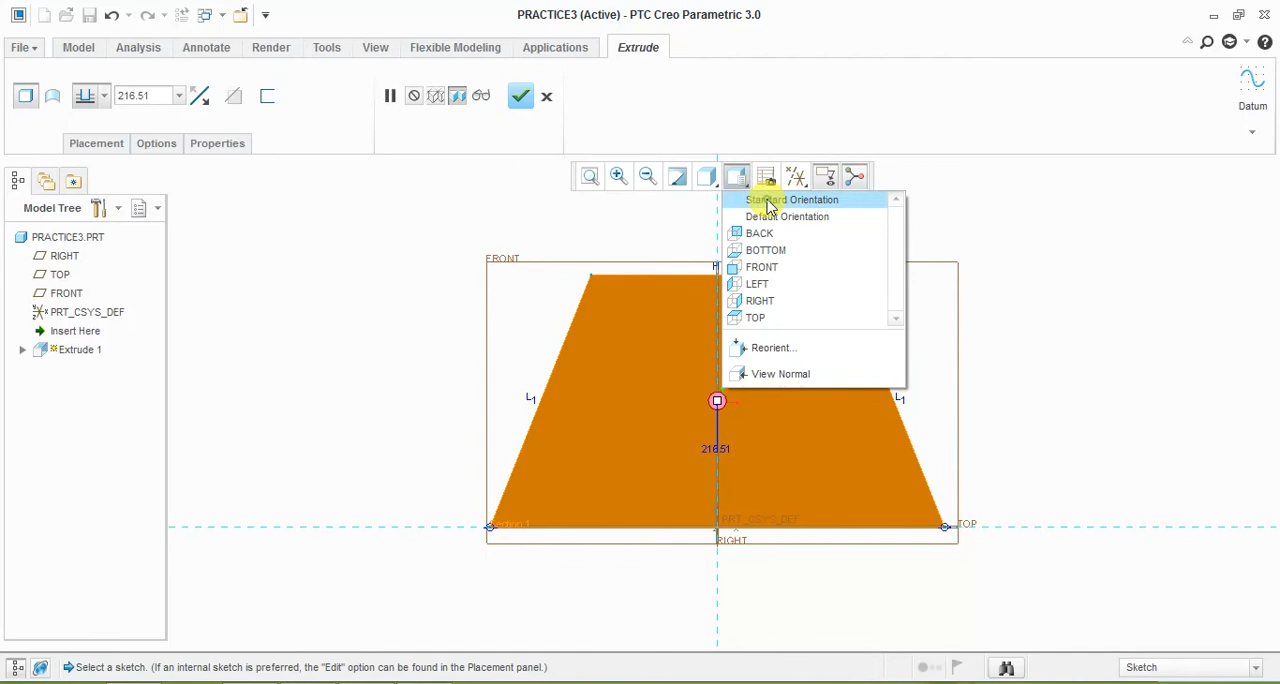 PRACTICE3 (Active) - PTC Creo Parametric 3.0
File Model Analysis Annotate Render Tools View Flexible Modeling Applications Extrude
216.51
Datum
Placement Options Properties
Model Tree
PRACTICE3.PRT
RIGHT
TOP
FRONT
PRT_CSYS_DEF
Insert Here
Extrude 1
Standard Orientation
Default Orientation
BACK
BOTTOM
FRONT
LEFT
RIGHT
TOP
Reorient...
View Normal
FRONT
H
L1
L1
216.51
Section 1
PRT_CSYS_DEF
TOP
RIGHT
Select a sketch. (If an internal sketch is preferred, the "Edit" option can be found in the Placement panel.)
Sketch